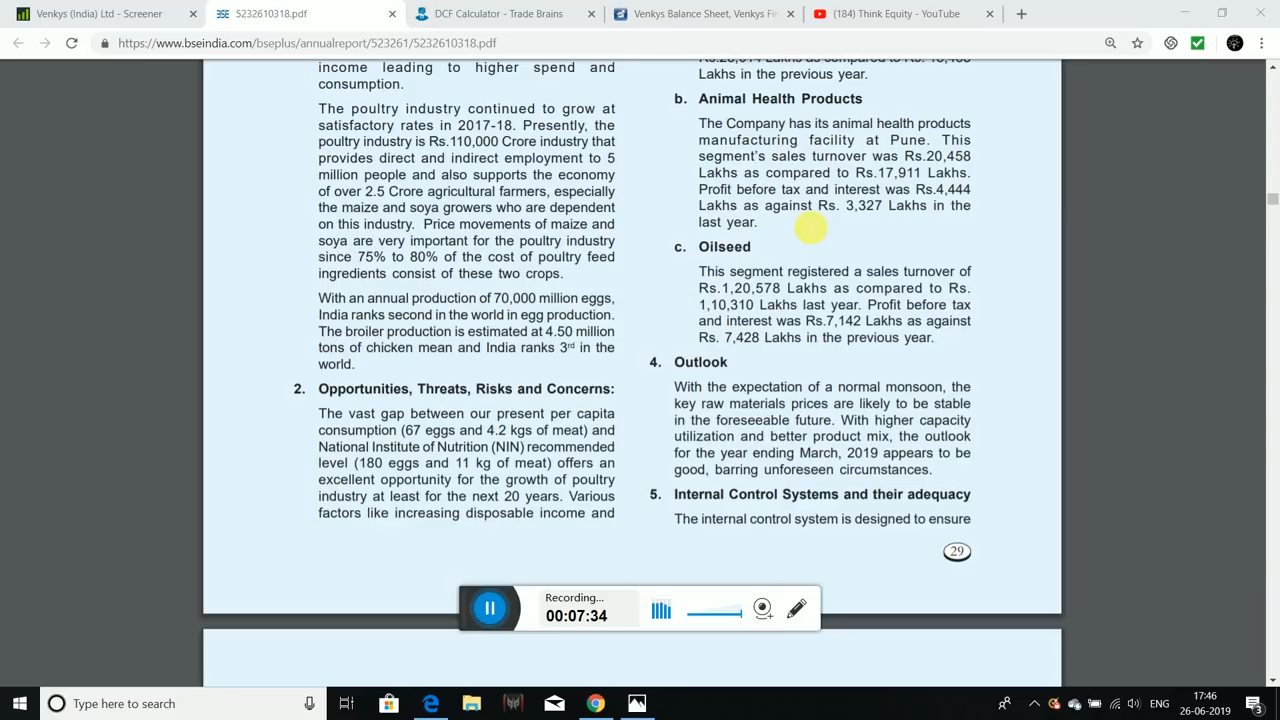 Venkys (India) Ltd - Screener
5232610318.pdf
DCF Calculator - Trade Brains
Venkys Balance Sheet, Venkys Fi
(184) Think Equity - YouTube
https://www.bseindia.com/bseplus/annualreport/523261/5232610318.pdf
income leading to higher spend and
consumption.
The poultry industry continued to grow at
satisfactory rates in 2017-18. Presently, the
poultry industry is Rs.110,000 Crore industry that
provides direct and indirect employment to 5
million people and also supports the economy
of over 2.5 Crore agricultural farmers, especially
the maize and soya growers who are dependent
on this industry. Price movements of maize and
soya are very important for the poultry industry
since 75% to 80% of the cost of poultry feed
ingredients consist of these two crops.
With an annual production of 70,000 million eggs,
India ranks second in the world in egg production.
The broiler production is estimated at 4.50 million
tons of chicken mean and India ranks 3rd in the
world.
2. Opportunities, Threats, Risks and Concerns:
The vast gap between our present per capita
consumption (67 eggs and 4.2 kgs of meat) and
National Institute of Nutrition (NIN) recommended
level (180 eggs and 11 kg of meat) offers an
excellent opportunity for the growth of poultry
industry at least for the next 20 years. Various
factors like increasing disposable income and
Lakhs in the previous year.
b. Animal Health Products
The Company has its animal health products
manufacturing facility at Pune. This
segment's sales turnover was Rs.20,458
Lakhs as compared to Rs.17,911 Lakhs.
Profit before tax and interest was Rs.4,444
Lakhs as against Rs. 3,327 Lakhs in the
last year.
c. Oilseed
This segment registered a sales turnover of
Rs.1,20,578 Lakhs as compared to Rs.
1,10,310 Lakhs last year. Profit before tax
and interest was Rs.7,142 Lakhs as against
Rs. 7,428 Lakhs in the previous year.
4. Outlook
With the expectation of a normal monsoon, the
key raw materials prices are likely to be stable
in the foreseeable future. With higher capacity
utilization and better product mix, the outlook
for the year ending March, 2019 appears to be
good, barring unforeseen circumstances.
5. Internal Control Systems and their adequacy
The internal control system is designed to ensure
29
Recording...
00:07:34
Type here to search
ENG
17:46
26-06-2019
3